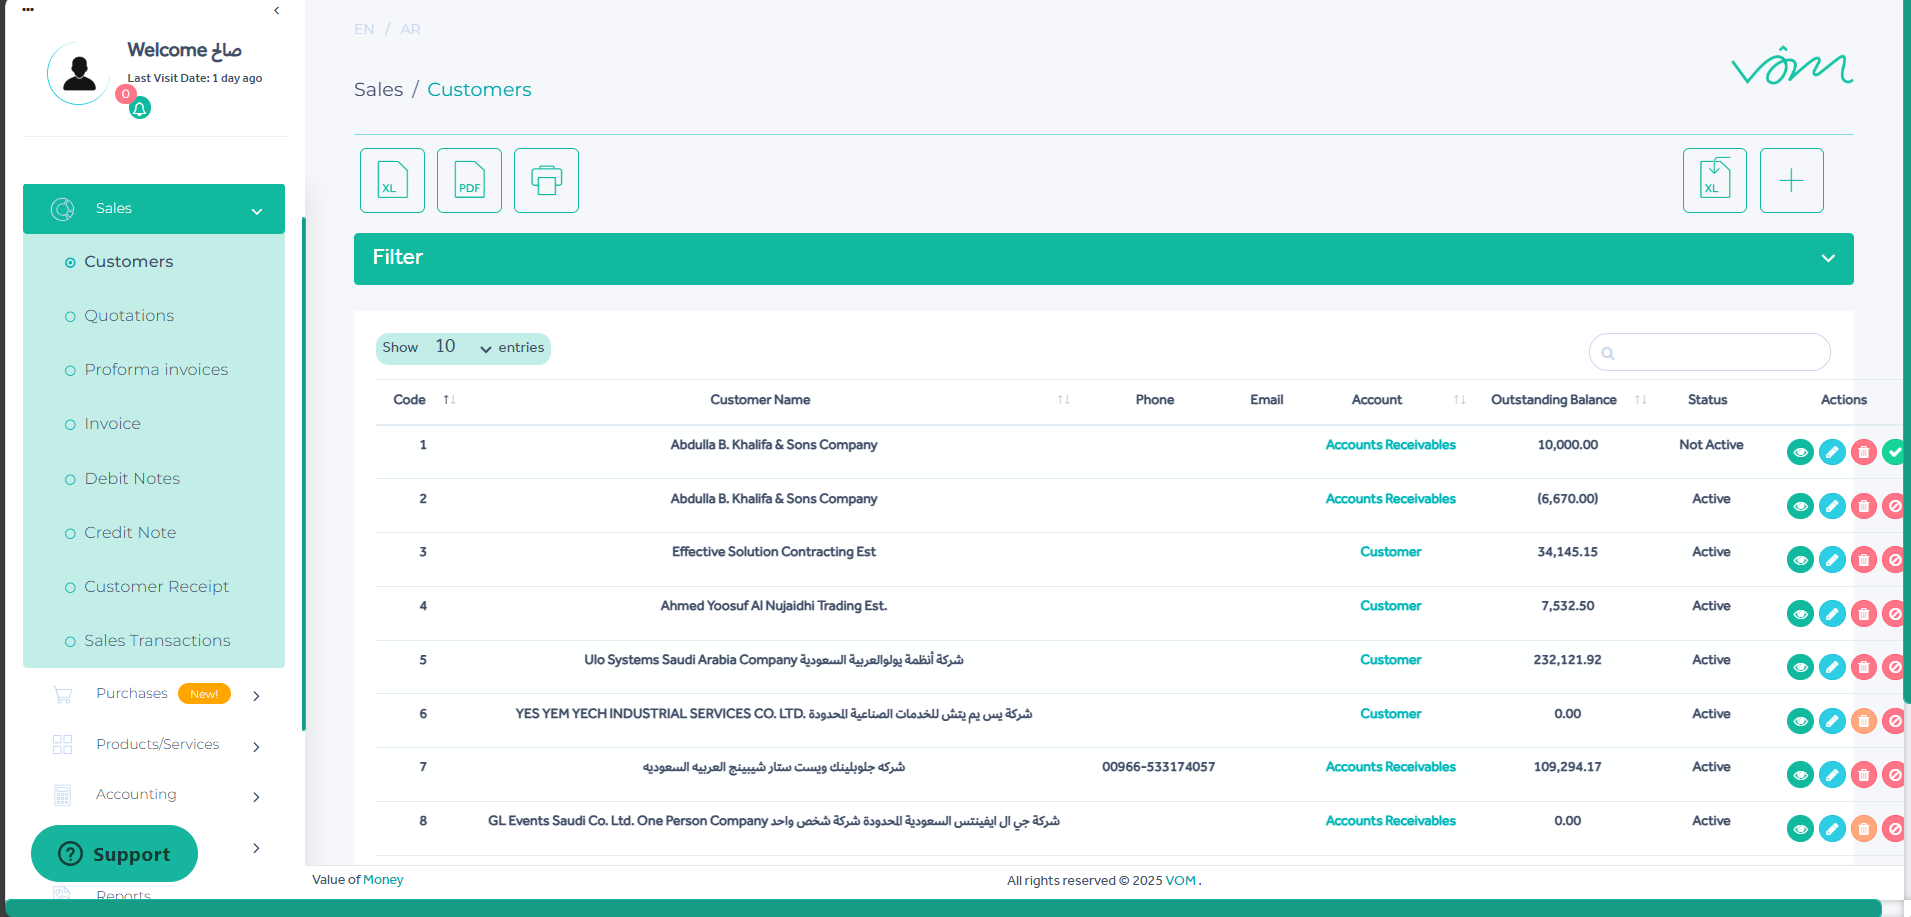 Welcome صالح
Last Visit Date: 1 day ago
0
Sales
Customers
Quotations
Proforma invoices
Invoice
Debit Notes
Credit Note
Customer Receipt
Sales Transactions
Purchases New!
Products/Services
Accounting
Support
Reports
EN / AR
vôm
Sales / Customers
XL PDF XL
Filter
Show 10 entries
Code Customer Name Phone Email Account Outstanding Balance Status Actions
1 Abdulla B. Khalifa & Sons Company Accounts Receivables 10,000.00 Not Active
2 Abdulla B. Khalifa & Sons Company Accounts Receivables (6,670.00) Active
3 Effective Solution Contracting Est Customer 34,145.15 Active
4 Ahmed Yoosuf Al Nujaidhi Trading Est. Customer 7,532.50 Active
5 Ulo Systems Saudi Arabia Company شركة أنظمة يولوالعربية السعودية Customer 232,121.92 Active
6 YES YEM YECH INDUSTRIAL SERVICES CO. LTD. شركة يس يم يتش للخدمات الصناعية المحدودة Customer 0.00 Active
7 شركه جلوبلينك ويست ستار شيبينج العربيه السعوديه 00966-533174057 Accounts Receivables 109,294.17 Active
8 GL Events Saudi Co. Ltd. One Person Company شركة جي ال ايفينتس السعودية المحدودة شركة شخص واحد Accounts Receivables 0.00 Active
Value of Money
All rights reserved © 2025 VOM .